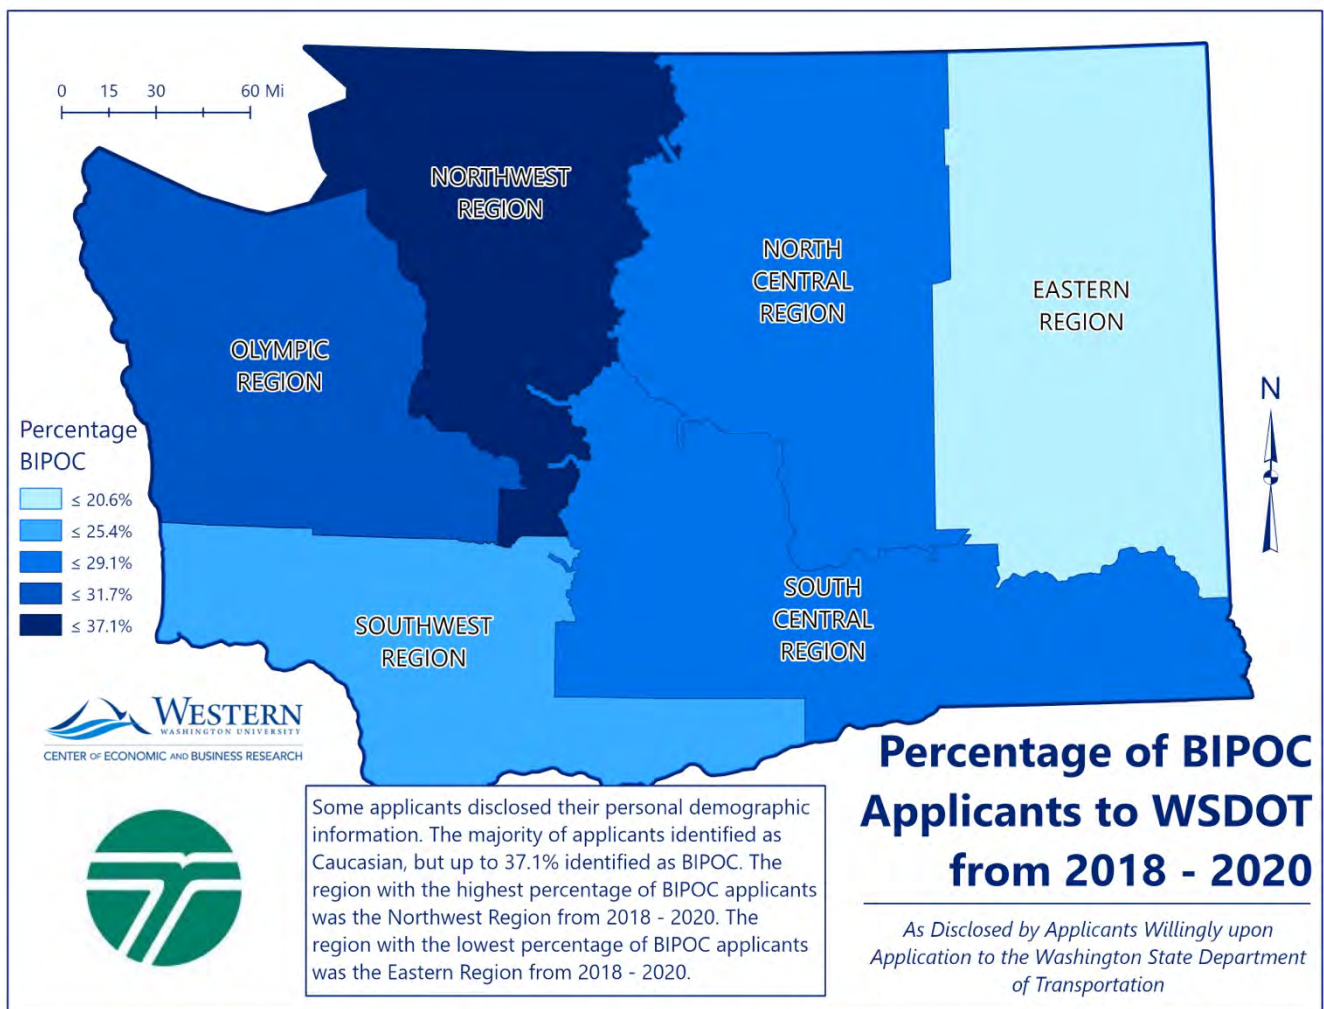 0 15 30 60 Mi
NORTHWEST
REGION
NORTH
CENTRAL
REGION
EASTERN
REGION
OLYMPIC
REGION
N
Percentage
BIPOC
≤ 20.6%
≤ 25.4%
≤ 29.1%
≤ 31.7%
≤ 37.1%
SOUTH
CENTRAL
REGION
SOUTHWEST
REGION
WESTERN
WASHINGTON UNIVERSITY
CENTER OF ECONOMIC AND BUSINESS RESEARCH
Some applicants disclosed their personal demographic
information. The majority of applicants identified as
Caucasian, but up to 37.1% identified as BIPOC. The
region with the highest percentage of BIPOC applicants
was the Northwest Region from 2018 - 2020. The
region with the lowest percentage of BIPOC applicants
was the Eastern Region from 2018 - 2020.
Percentage of BIPOC
Applicants to WSDOT
from 2018 - 2020
As Disclosed by Applicants Willingly upon
Application to the Washington State Department
of Transportation